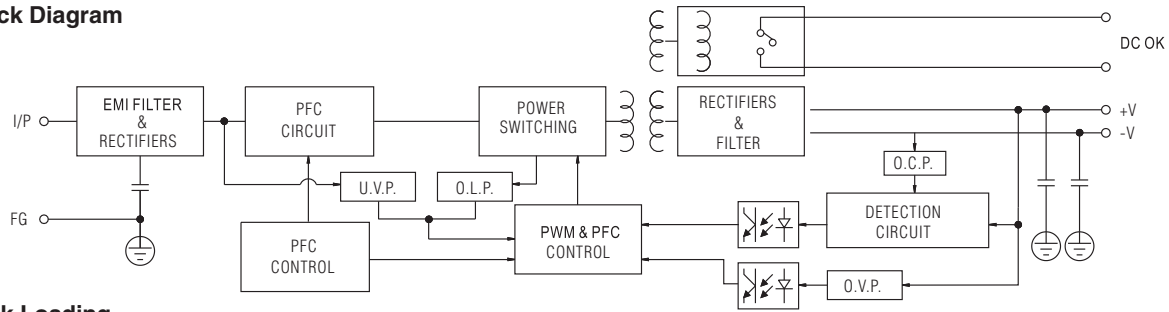 ck Diagram
DC OK
I/P
EMI FILTER
&
RECTIFIERS
PFC
CIRCUIT
POWER
SWITCHING
RECTIFIERS
&
FILTER
+V
-V
O.C.P.
U.V.P.
O.L.P.
FG
PFC
CONTROL
PWM & PFC
CONTROL
DETECTION
CIRCUIT
O.V.P.